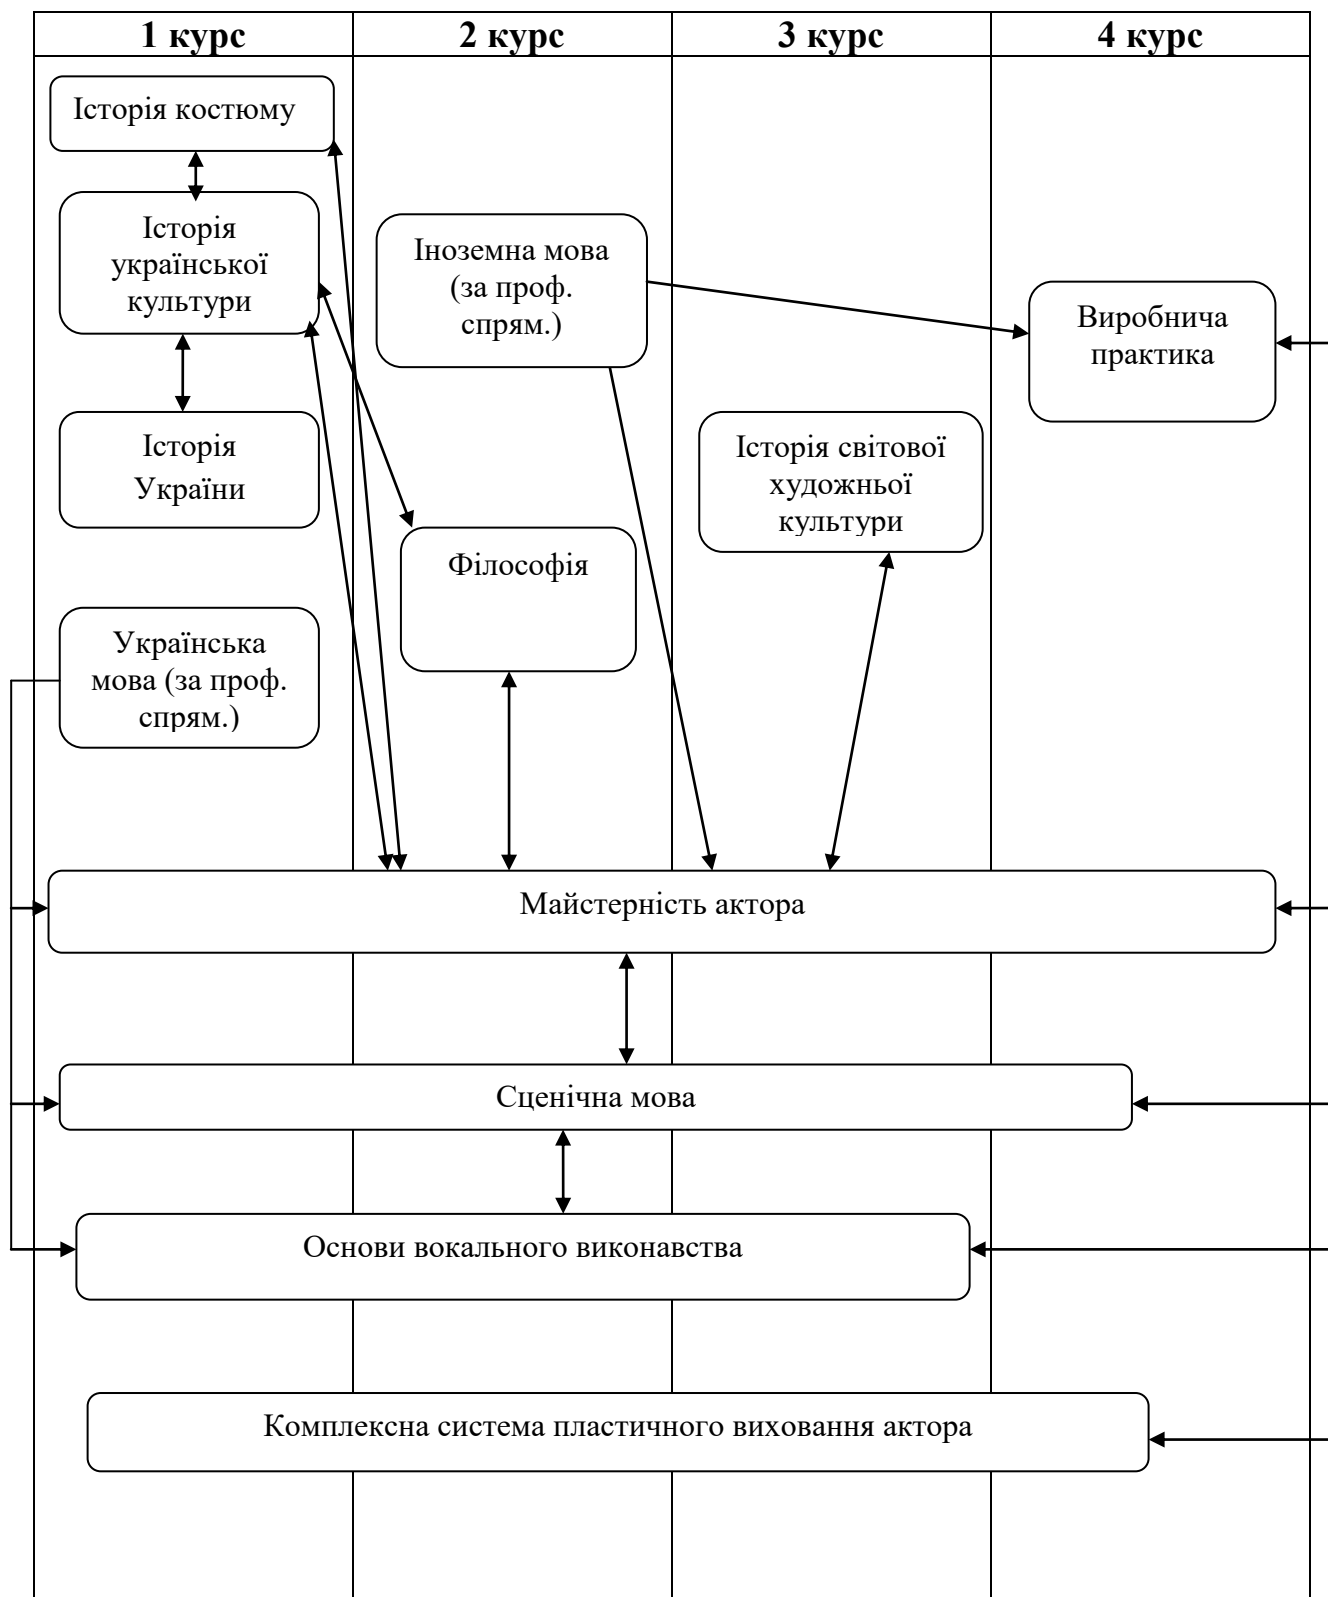 1 курс
2 курс
3 курс
4 курс
Історія костюму
Історія
української
культури
Іноземна мова
(за проф.
спрям.)
Виробнича
практика
Історія
України
Історія світової
художньої
культури
Філософія
Українська
мова (за проф.
спрям.)
Майстерність актора
Сценічна мова
Основи вокального виконавства
Комплексна система пластичного виховання актора